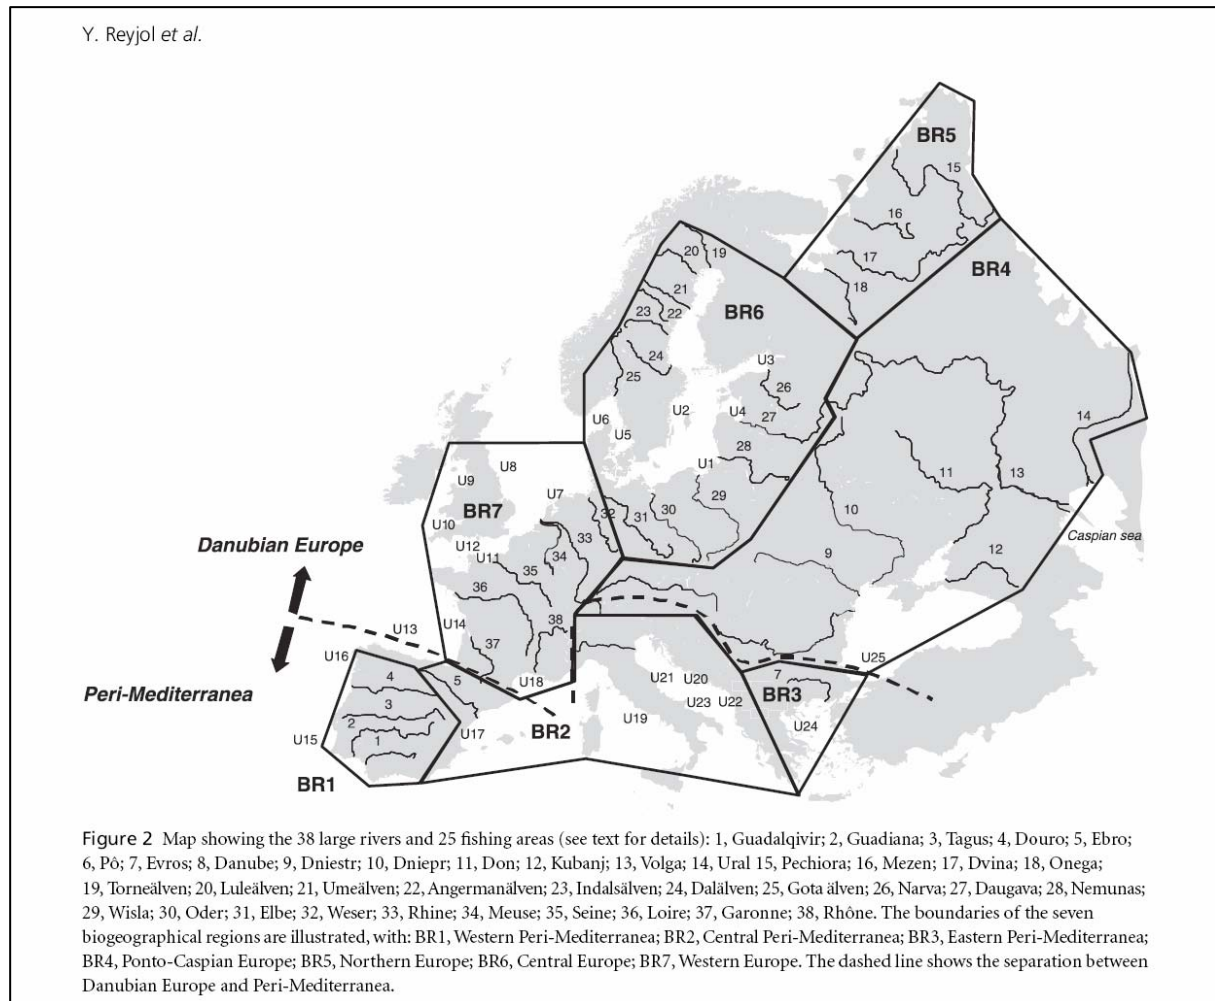 Y. Reyjol et al.
BR5
15
16
BR4
17
18
20
19
21
BR6
23
22
24
25
U3
26
U6
U2
U4
27
14
U5
28
U8
U1
U9
U7
29
11
13
BR7
32
31
30
10
U10
33
Caspian sea
Danubian Europe
U12
U11
34
9
12
35
36
38
U13
U14
37
U16
U25
Peri-Mediterranea
4
5
U18
U21
U20
7
3
BR3
2
U23
U22
U19
U24
U15
1
U17
BR2
BR1
Figure 2 Map showing the 38 large rivers and 25 fishing areas (see text for details): 1, Guadalqivir; 2, Guadiana; 3, Tagus; 4, Douro; 5, Ebro;
6, Pô; 7, Evros; 8, Danube; 9, Dniestr; 10, Dniepr; 11, Don; 12, Kubanj; 13, Volga; 14, Ural 15, Pechiora; 16, Mezen; 17, Dvina; 18, Onega;
19, Torneälven; 20, Luleälven; 21, Umeälven; 22, Angermanälven; 23, Indalsälven; 24, Dalälven; 25, Gota älven; 26, Narva; 27, Daugava; 28, Nemunas;
29, Wisla; 30, Oder; 31, Elbe; 32, Weser; 33, Rhine; 34, Meuse; 35, Seine; 36, Loire; 37, Garonne; 38, Rhône. The boundaries of the seven
biogeographical regions are illustrated, with: BR1, Western Peri-Mediterranea; BR2, Central Peri-Mediterranea; BR3, Eastern Peri-Mediterranea;
BR4, Ponto-Caspian Europe; BR5, Northern Europe; BR6, Central Europe; BR7, Western Europe. The dashed line shows the separation between
Danubian Europe and Peri-Mediterranea.